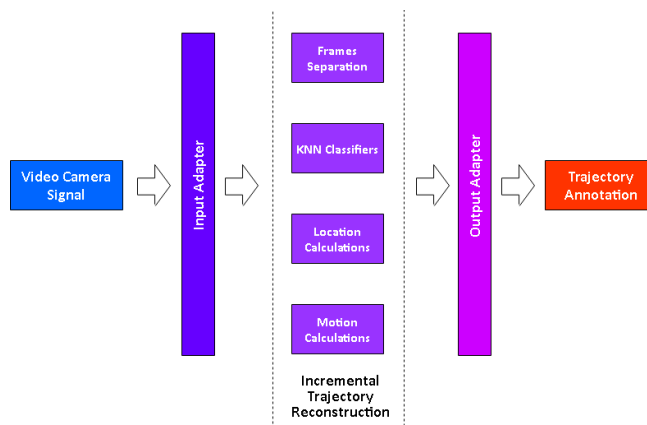 Video Camera
Signal
Input Adapter
Frames
Separation
KNN Classifiers
Location
Calculations
Motion
Calculations
Incremental
Trajectory
Reconstruction
Output Adapter
Trajectory
Annotation